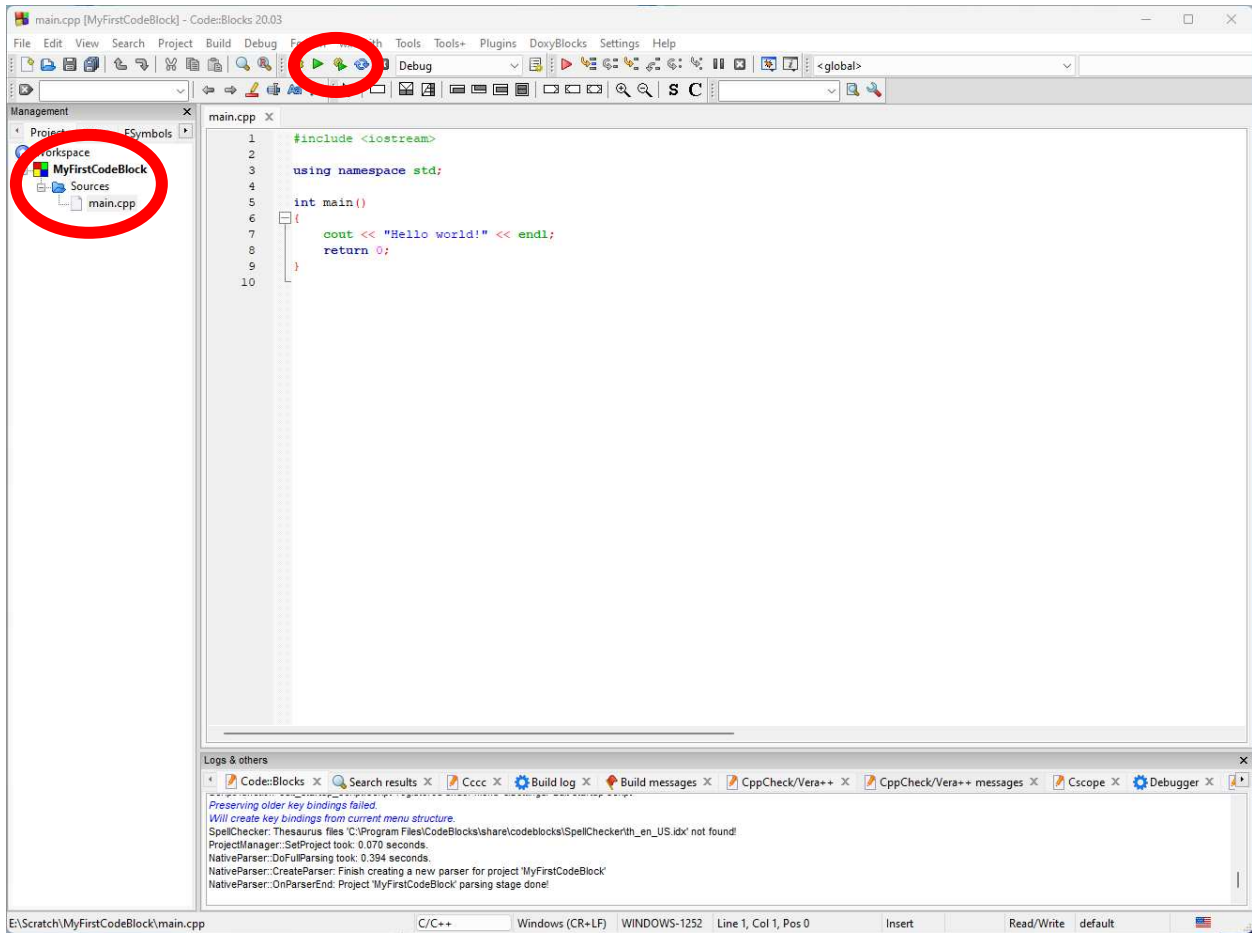 main.cpp [MyFirstCodeBlock] - Code::Blocks 20.03
File Edit View Search Project Build Debug Tools Tools+ Plugins DoxyBlocks Settings Help
Debug <global>
S C
Management
main.cpp
Projects FSymbols
Workspace
MyFirstCodeBlock
Sources
main.cpp
1 #include <iostream>
2
3 using namespace std;
4
5 int main()
6 {
7 cout << "Hello world!" << endl;
8 return 0;
9 }
10
Logs & others
Code::Blocks Search results Cccc Build log Build messages CppCheck/Vera++ CppCheck/Vera++ messages Cscope Debugger
Preserving older key bindings failed.
Will create key bindings from current menu structure.
SpellChecker: Thesaurus files 'C:\Program Files\CodeBlocks\share\codeblocks\SpellChecker\th_en_US.idx' not found!
ProjectManager::SetProject took: 0.070 seconds.
NativeParser::DoFullParsing took: 0.394 seconds.
NativeParser::CreateParser: Finish creating a new parser for project 'MyFirstCodeBlock'
NativeParser::OnParserEnd: Project 'MyFirstCodeBlock' parsing stage done!
E:\Scratch\MyFirstCodeBlock\main.cpp C/C++ Windows (CR+LF) WINDOWS-1252 Line 1, Col 1, Pos 0 Insert Read/Write default